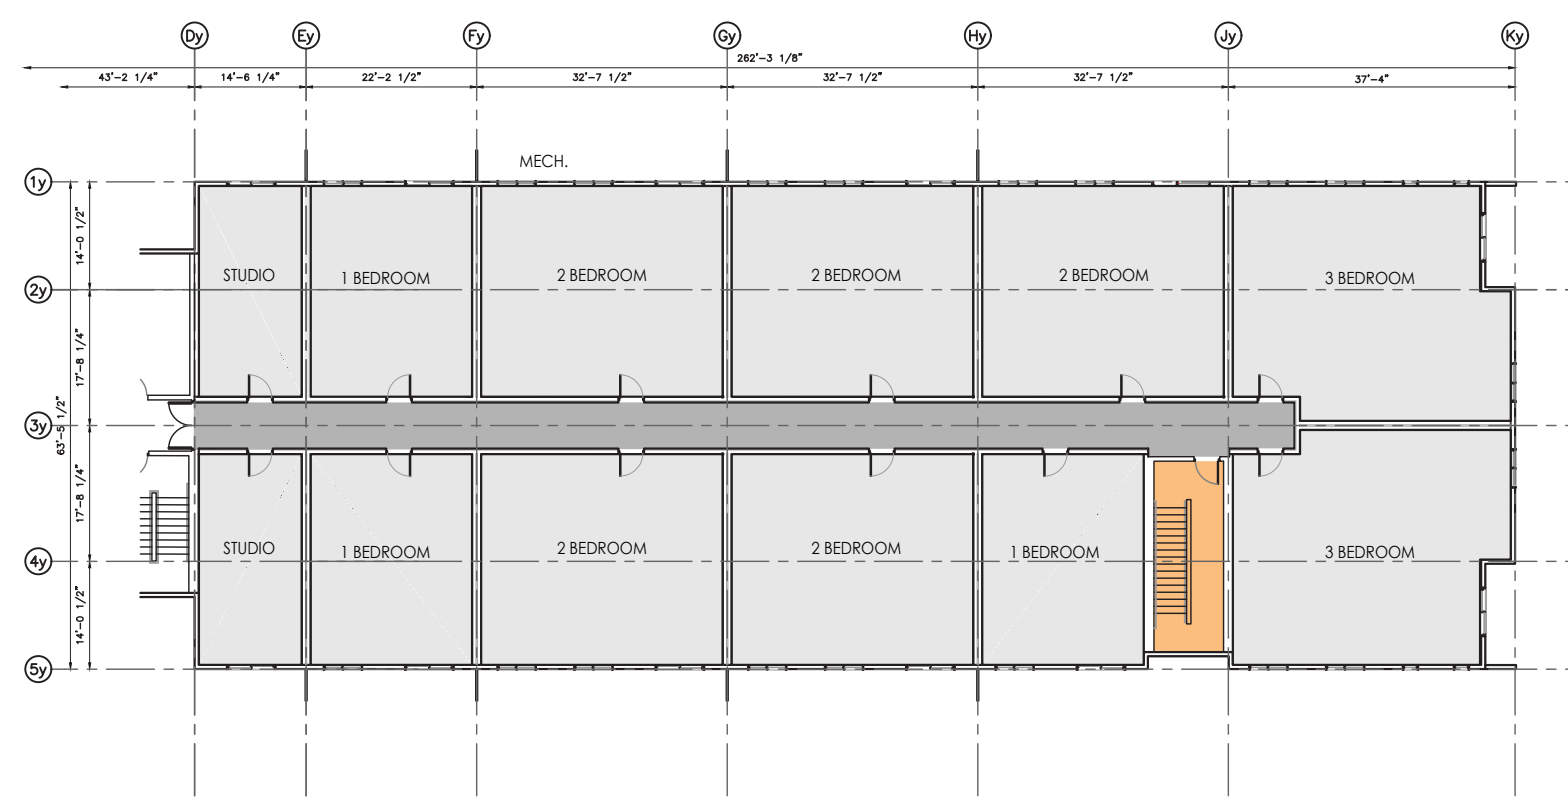 Dy Ey Fy Gy Hy Jy Ky
262'-3 1/8"
43'-2 1/4" 14'-6 1/4" 22'-2 1/2" 32'-7 1/2" 32'-7 1/2" 32'-7 1/2" 37'-4"
MECH.
1y
14'-0 1/2"
STUDIO 1 BEDROOM 2 BEDROOM 2 BEDROOM 2 BEDROOM 3 BEDROOM
2y
17'-8 1/4"
63'-5 1/2"
3y
17'-8 1/4"
STUDIO 1 BEDROOM 2 BEDROOM 2 BEDROOM 1 BEDROOM 3 BEDROOM
4y
14'-0 1/2"
5y